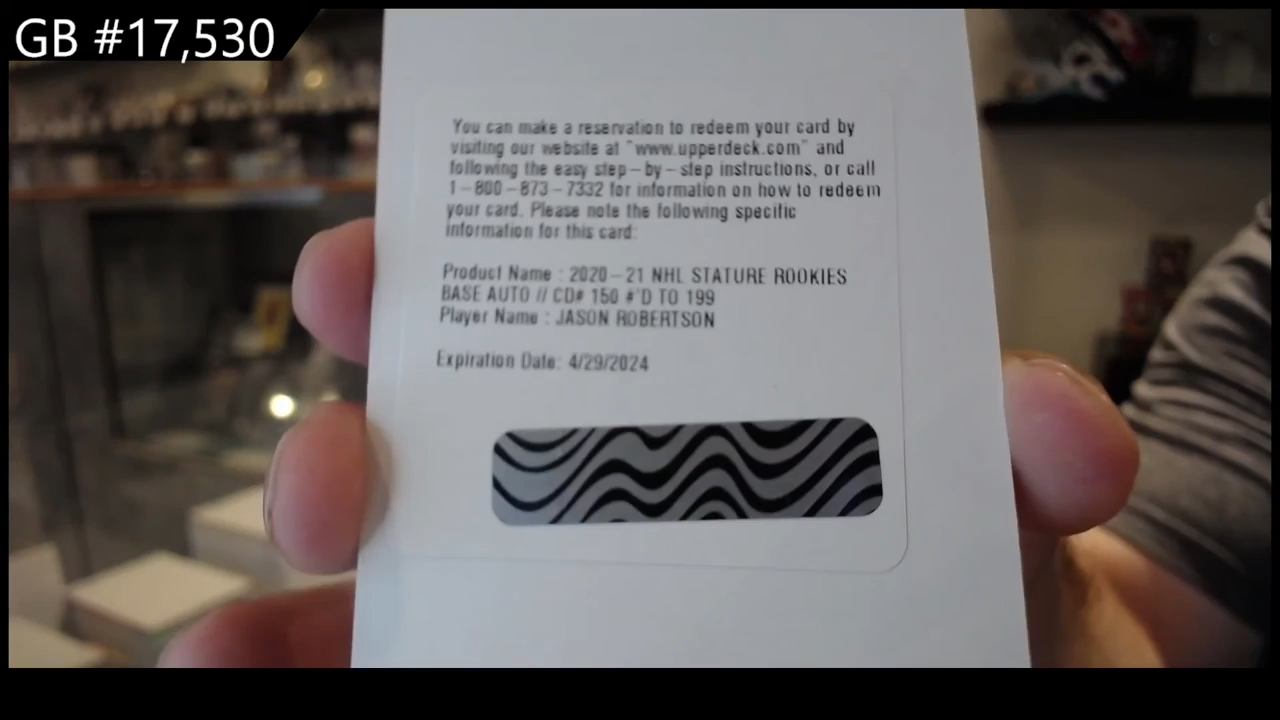 GB #17,530
You can make a reservation to redeem your card by
visiting our website at "www.upperdeck.com" and
following the easy step-by-step instructions, or call
1-800-873-7332 for information on how to redeem
your card. Please note the following specific
information for this card:
Product Name : 2020-21 NHL STATURE ROOKIES
BASE AUTO // CD# 150 #'D TO 199
Player Name : JASON ROBERTSON
Expiration Date: 4/29/2024